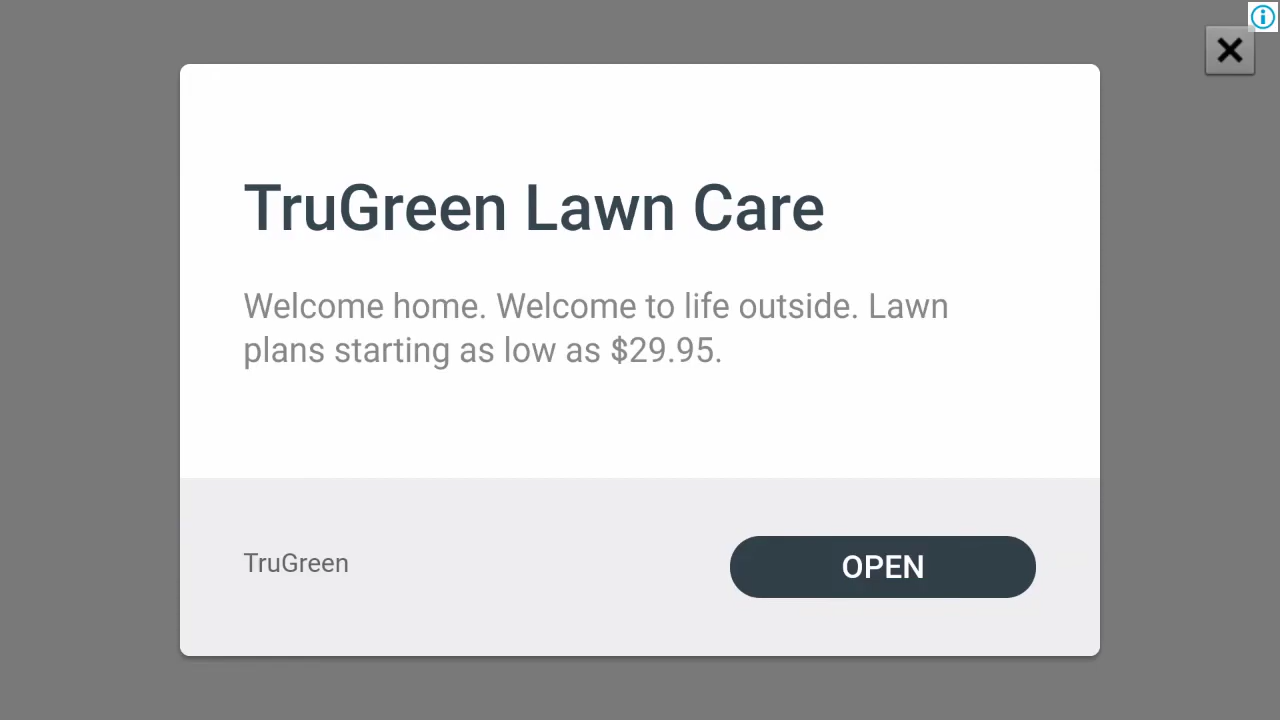 TruGreen Lawn Care
Welcome home. Welcome to life outside. Lawn
plans starting as low as $29.95.
TruGreen
OPEN